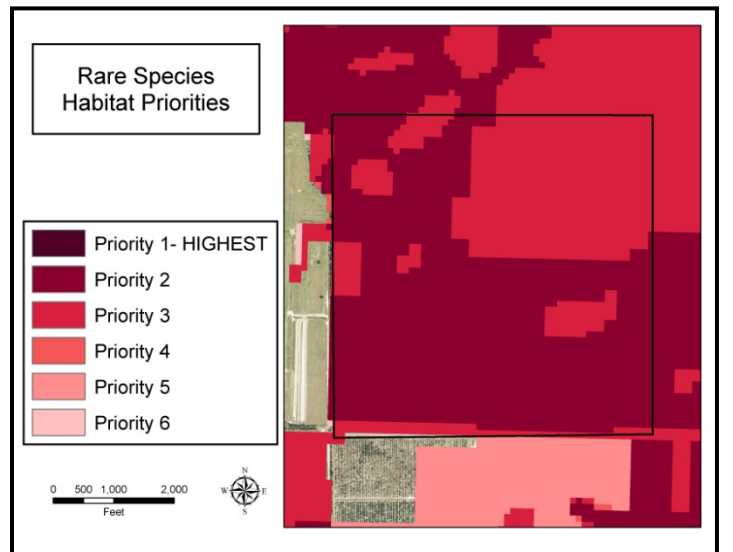 Rare Species
Habitat Priorities
Priority 1- HIGHEST
Priority 2
Priority 3
Priority 4
Priority 5
Priority 6
0 500 1,000 2,000
Feet
N
W E
S